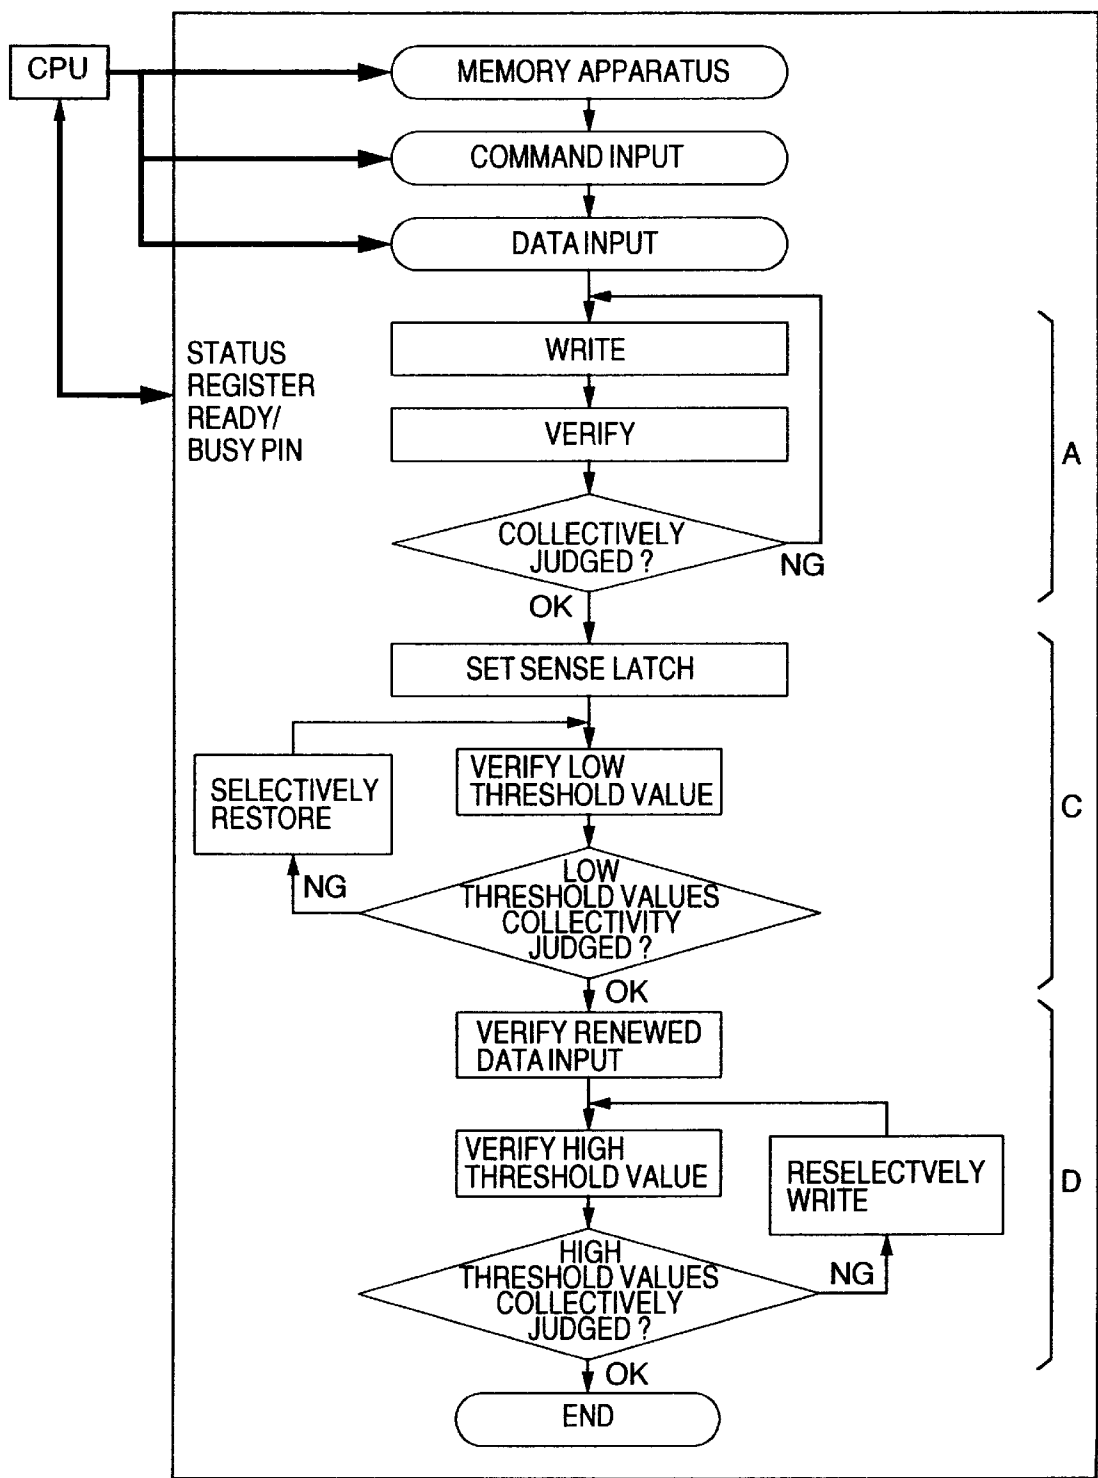 CPU
MEMORY APPARATUS
COMMAND INPUT
DATA INPUT
STATUS
REGISTER
READY/
BUSY PIN
WRITE
VERIFY
A
COLLECTIVELY
JUDGED ?
NG
OK
SET SENSE LATCH
SELECTIVELY
RESTORE
VERIFY LOW
THRESHOLD VALUE
C
NG
LOW
THRESHOLD VALUES
COLLECTIVITY
JUDGED ?
OK
VERIFY RENEWED
DATA INPUT
VERIFY HIGH
THRESHOLD VALUE
RESELECTVELY
WRITE
D
HIGH
THRESHOLD VALUES
COLLECTIVELY
JUDGED ?
NG
OK
END